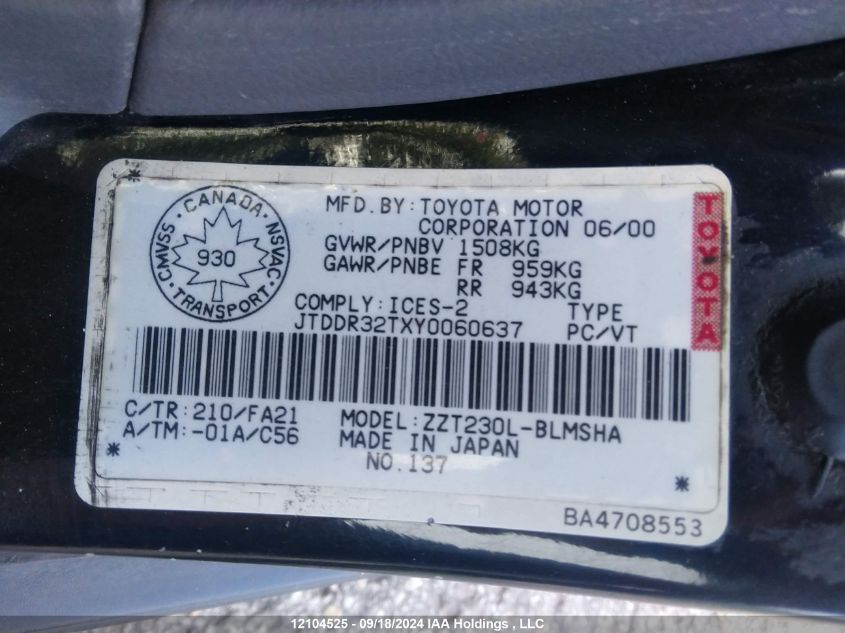 CANADA
CMVSS · NSVAC
930
TRANSPORT
MFD.BY:TOYOTA MOTOR
CORPORATION 06/00
GVWR/PNBV 1508KG
GAWR/PNBE FR 959KG
RR 943KG
COMPLY:ICES-2 TYPE
JTDDR32TXY0060637 PC/VT
TOYOTA
C/TR:210/FA21 MODEL:ZZT230L-BLMSHA
A/TM:-01A/C56 MADE IN JAPAN
NO.137
BA4708553
12104525 - 09/18/2024 IAA Holdings , LLC